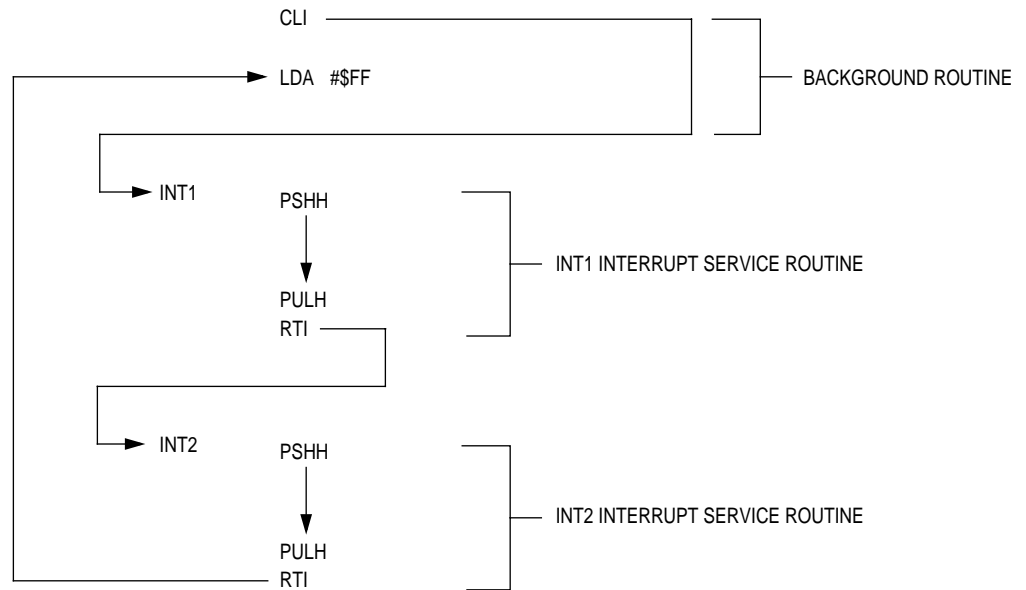 CLI
LDA #$FF
BACKGROUND ROUTINE
INT1
PSHH
INT1 INTERRUPT SERVICE ROUTINE
PULH
RTI
INT2
PSHH
INT2 INTERRUPT SERVICE ROUTINE
PULH
RTI